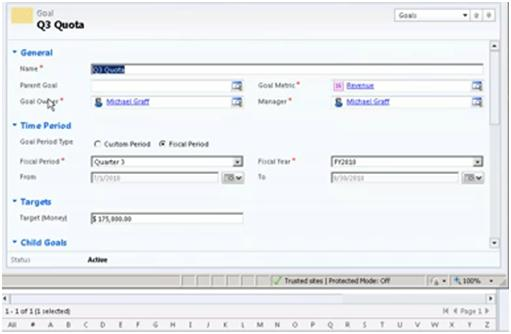 Goal
Q3 Quota
Goals
General
Name *
Q3 Quota
Parent Goal
Goal Metric *
Revenue
Goal Owner *
Michael Graff
Manager *
Michael Graff
Time Period
Goal Period Type
Custom Period
Fiscal Period
Fiscal Period *
Quarter 3
Fiscal Year *
FY2010
From
7/1/2010
To
9/30/2010
Targets
Target (Money)
$ 175,000.00
Child Goals
Status
Active
Trusted sites | Protected Mode: Off
100%
1 - 1 of 1 (1 selected)
Page 1
All # A B C D E F G H I J K L M N O P Q R S T U V W X Y Z